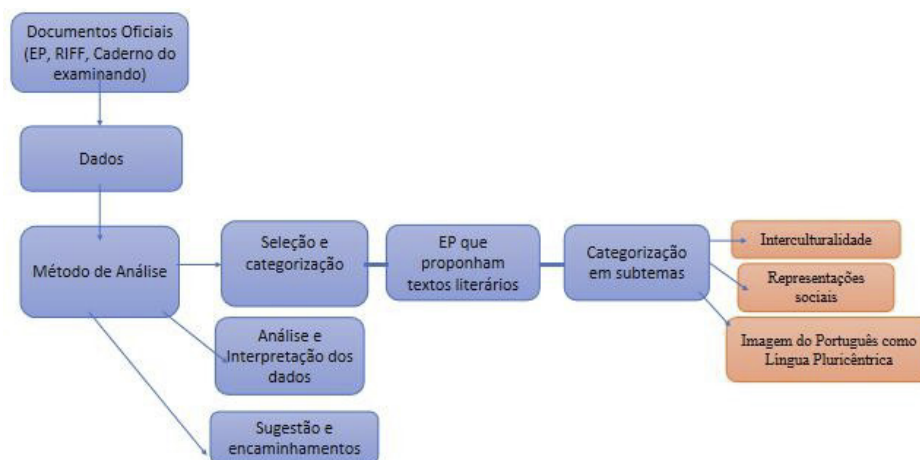 Documentos Oficiais
(EP, RIFF, Caderno do
examinando)
Dados
Método de Análise
Seleção e
categorização
EP que
proponham
textos literários
Categorização
em subtemas
Interculturalidade
Representações
sociais
Imagem do Português como
Língua Pluricêntrica
Análise e
Interpretação dos
dados
Sugestão e
encaminhamentos